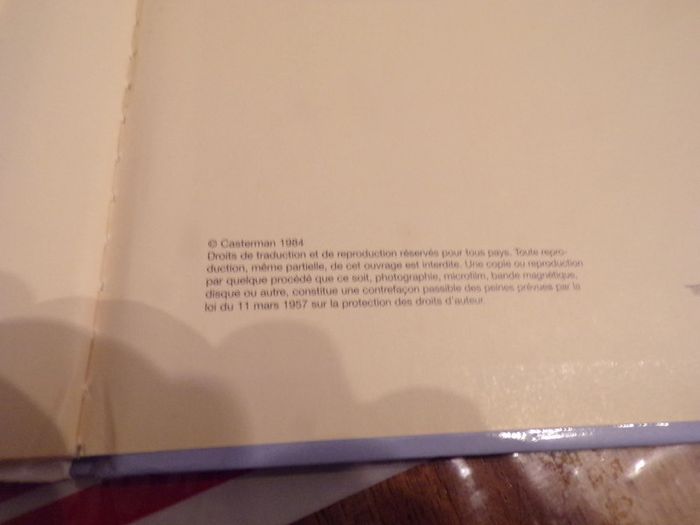 © Casterman 1984
Droits de traduction et de reproduction réservés pour tous pays. Toute repro-
duction, même partielle, de cet ouvrage est interdite. Une copie ou reproduction
par quelque procédé que ce soit, photographie, microfilm, bande magnétique,
disque ou autre, constitue une contrefaçon passible des peines prévues par la
loi du 11 mars 1957 sur la protection des droits d'auteur.